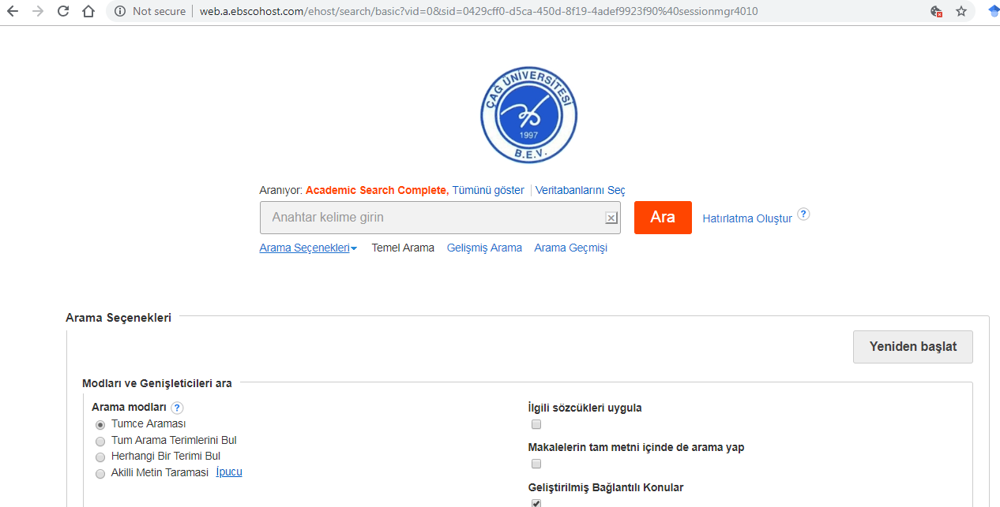 Not secure | web.a.ebscohost.com/ehost/search/basic?vid=0&sid=0429cff0-d5ca-450d-8f19-4adef9923f90%40sessionmgr4010
ÇAĞ ÜNİVERSİTESİ
1997
B.E.V.
Aranıyor: Academic Search Complete, Tümünü göster | Veritabanlarını Seç
Anahtar kelime girin
Ara
Hatırlatma Oluştur ?
Arama Seçenekleri Temel Arama Gelişmiş Arama Arama Geçmişi
Arama Seçenekleri
Yeniden başlat
Modları ve Genişleticileri ara
Arama modları ?
Tumce Araması
Tum Arama Terimlerini Bul
Herhangi Bir Terimi Bul
Akilli Metin Taramasi İpucu
İlgili sözcükleri uygula
Makalelerin tam metni içinde de arama yap
Geliştirilmiş Bağlantılı Konular